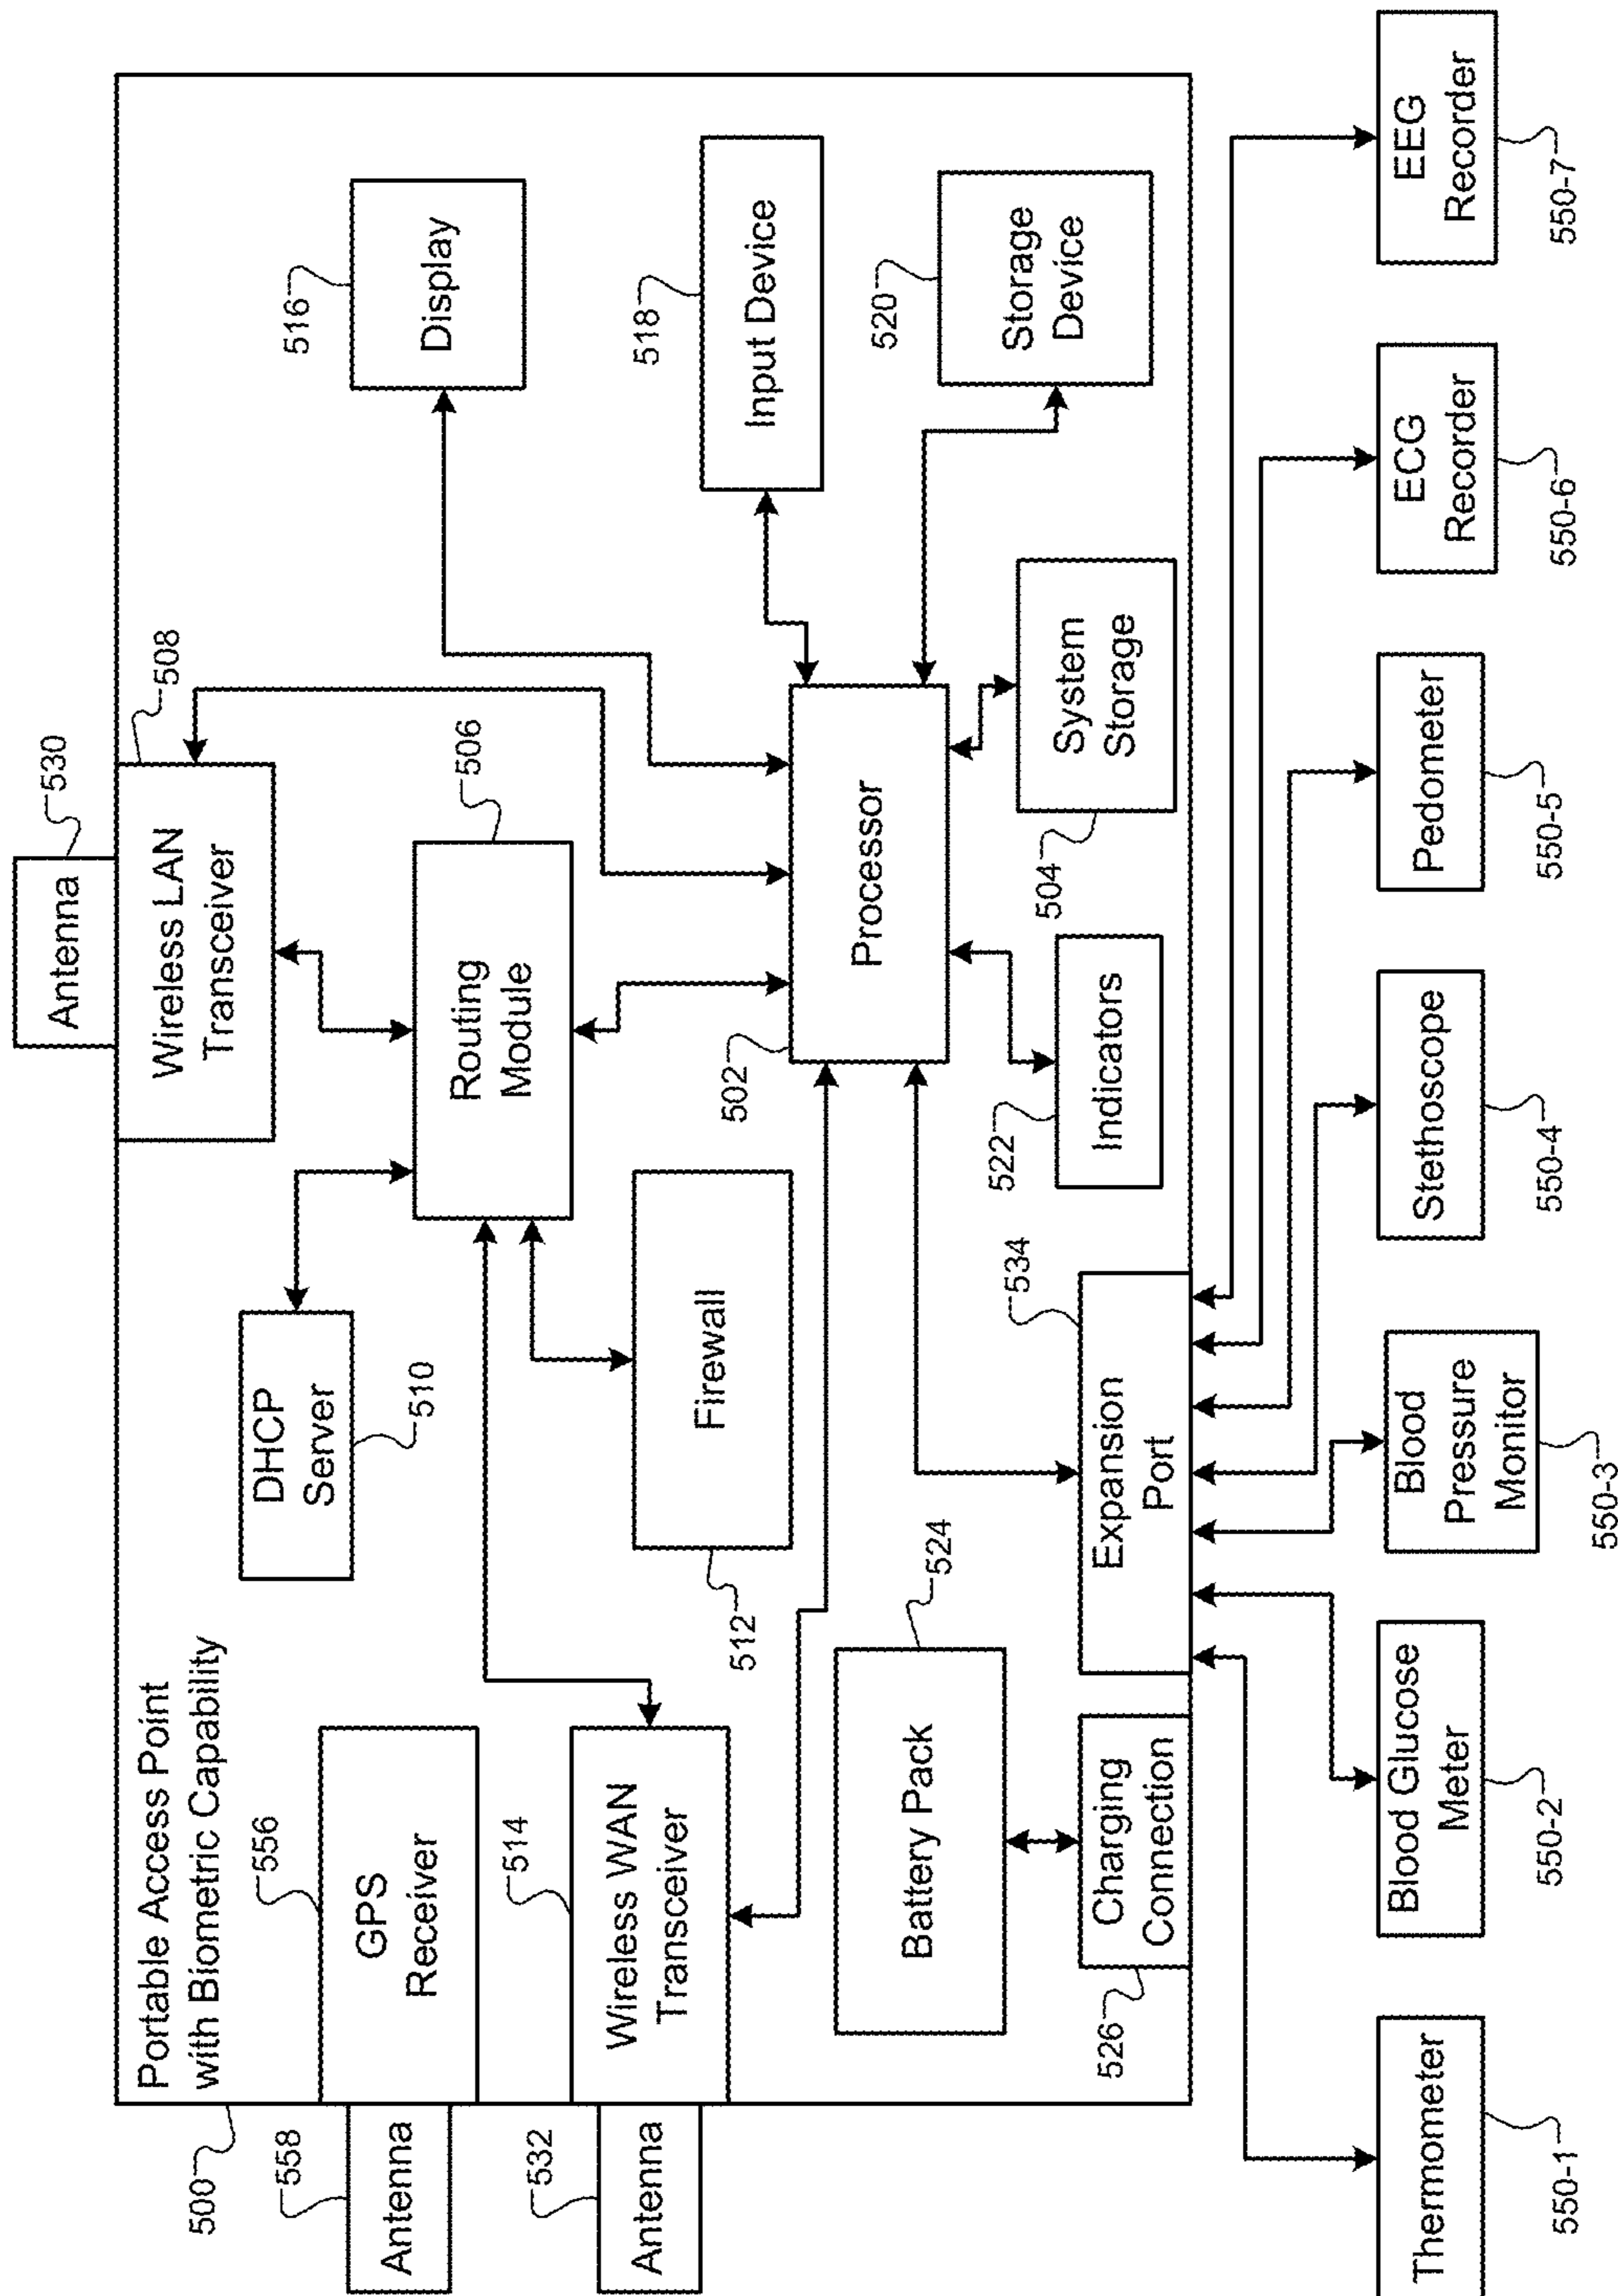 Portable Access Point
with Biometric Capability
500
558
Antenna
556
GPS
Receiver
532
Antenna
514
Wireless WAN
Transceiver
DHCP
Server
510
Firewall
512
Antenna
530
Wireless LAN
Transceiver
508
Routing
Module
506
Display
516
Input Device
518
Storage
Device
520
Processor
502
System
Storage
504
Indicators
522
Battery Pack
524
Charging
Connection
526
Expansion
Port
534
Thermometer
550-1
Blood Glucose
Meter
550-2
Blood
Pressure
Monitor
550-3
Stethoscope
550-4
Pedometer
550-5
ECG
Recorder
550-6
EEG
Recorder
550-7